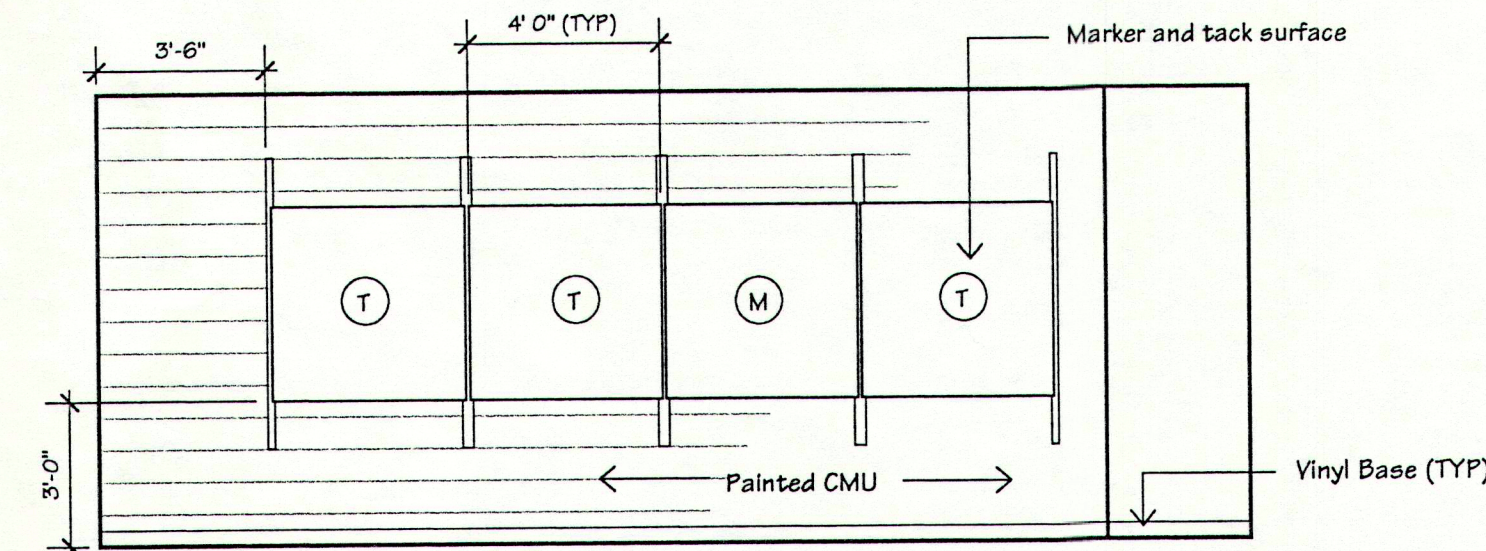 4' 0" (TYP)
Marker and tack surface
3'-6"
T
T
M
T
3'-0"
Painted CMU
Vinyl Base (TYP)